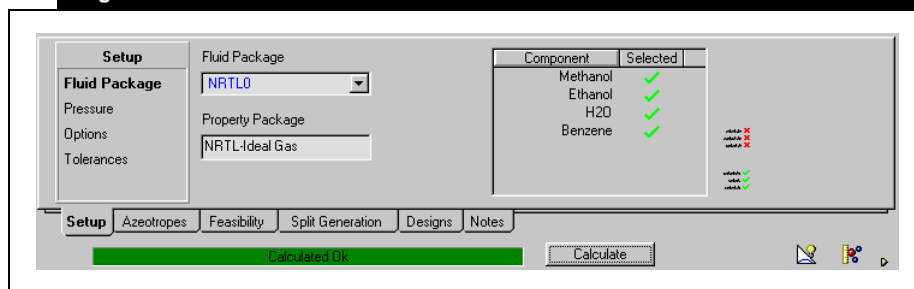 Setup
Fluid Package
Pressure
Options
Tolerances
Fluid Package
NRTL0
Property Package
NRTL-Ideal Gas
Component Selected
Methanol
Ethanol
H2O
Benzene
Setup Azeotropes Feasibility Split Generation Designs Notes
Calculated Ok Calculate